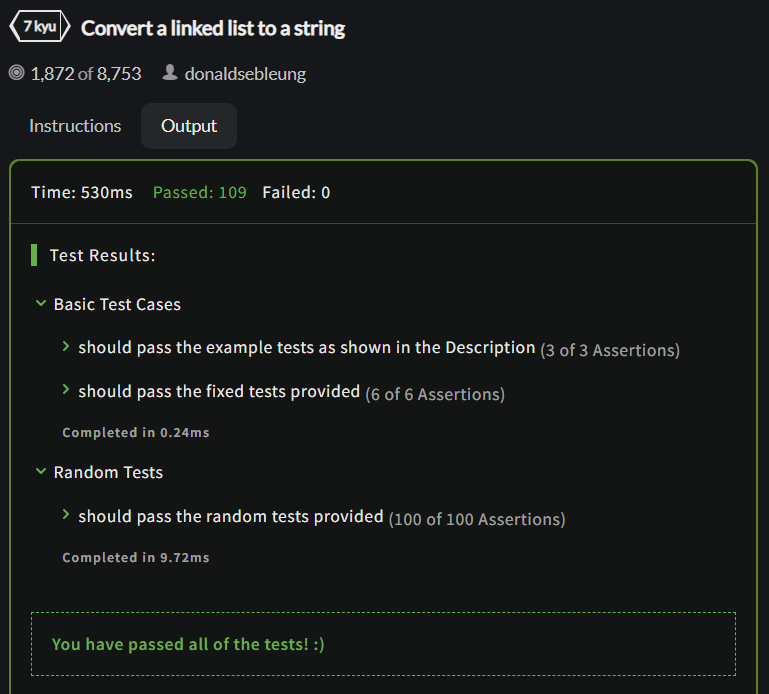 7 kyu Convert a linked list to a string
1,872 of 8,753 donaldsebleung
Instructions Output
Time: 530ms Passed: 109 Failed: 0
Test Results:
Basic Test Cases
should pass the example tests as shown in the Description (3 of 3 Assertions)
should pass the fixed tests provided (6 of 6 Assertions)
Completed in 0.24ms
Random Tests
should pass the random tests provided (100 of 100 Assertions)
Completed in 9.72ms
You have passed all of the tests! :)